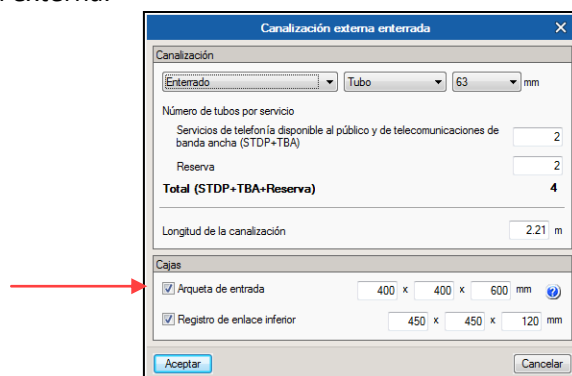 Canalización externa enterrada
Canalización
Enterrado Tubo 63 mm
Número de tubos por servicio
Servicios de telefonía disponible al público y de telecomunicaciones de
banda ancha (STDP+TBA) 2
Reserva 2
Total (STDP+TBA+Reserva) 4
Longitud de la canalización 2.21 m
Cajas
Arqueta de entrada 400 x 400 x 600 mm ?
Registro de enlace inferior 450 x 450 x 120 mm
Aceptar Cancelar